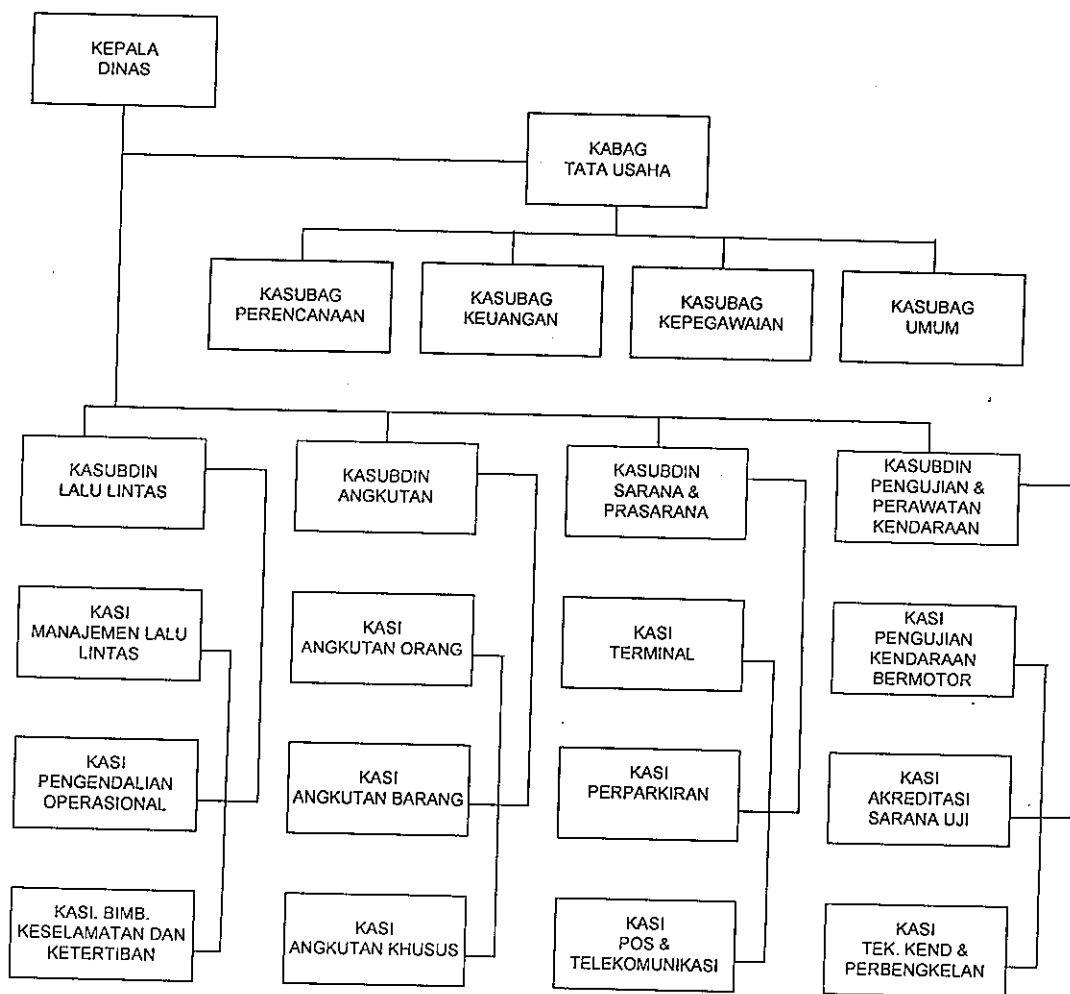 KEPALA
DINAS
KABAG
TATA USAHA
KASUBAG
PERENCANAAN
KASUBAG
KEUANGAN
KASUBAG
KEPEGAWAIAN
KASUBAG
UMUM
KASUBDIN
LALU LINTAS
KASUBDIN
ANGKUTAN
KASUBDIN
SARANA &
PRASARANA
KASUBDIN
PENGUJIAN &
PERAWATAN
KENDARAAN
KASI
MANAJEMEN LALU
LINTAS
KASI
ANGKUTAN ORANG
KASI
TERMINAL
KASI
PENGUJIAN
KENDARAAN
BERMOTOR
KASI
PENGENDALIAN
OPERASIONAL
KASI
ANGKUTAN BARANG
KASI
PERPARKIRAN
KASI
AKREDITASI
SARANA UJI
KASI. BIMB.
KESELAMATAN DAN
KETERTIBAN
KASI
ANGKUTAN KHUSUS
KASI
POS &
TELEKOMUNIKASI
KASI
TEK. KEND &
PERBENGKELAN